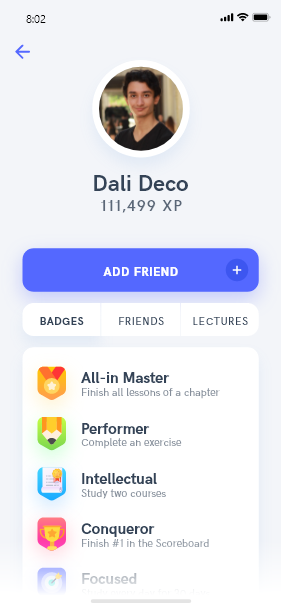 8:02
Dali Deco
111,499 XP
ADD FRIEND
BADGES FRIENDS LECTURES
All-in Master
Finish all lessons of a chapter
Performer
Complete an exercise
Intellectual
Study two courses
Conqueror
Finish #1 in the Scoreboard
Focused